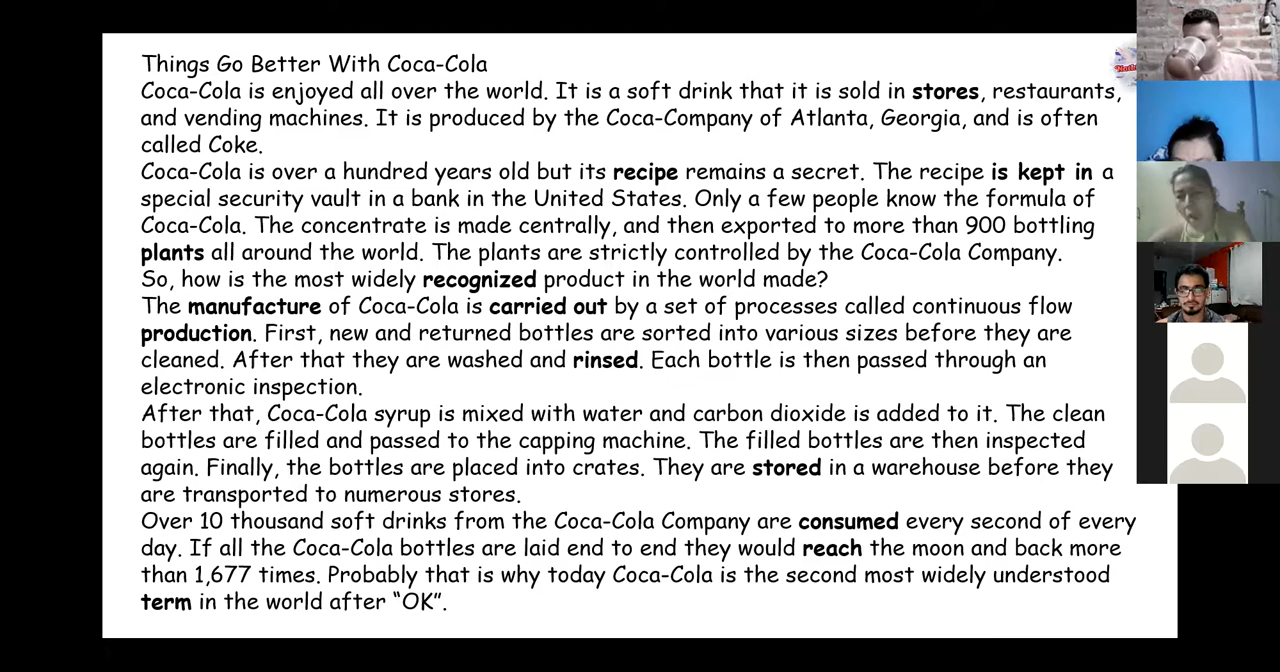 Things Go Better With Coca-Cola
Coca-Cola is enjoyed all over the world. It is a soft drink that it is sold in stores, restaurants,
and vending machines. It is produced by the Coca-Company of Atlanta, Georgia, and is often
called Coke.
Coca-Cola is over a hundred years old but its recipe remains a secret. The recipe is kept in a
special security vault in a bank in the United States. Only a few people know the formula of
Coca-Cola. The concentrate is made centrally, and then exported to more than 900 bottling
plants all around the world. The plants are strictly controlled by the Coca-Cola Company.
So, how is the most widely recognized product in the world made?
The manufacture of Coca-Cola is carried out by a set of processes called continuous flow
production. First, new and returned bottles are sorted into various sizes before they are
cleaned. After that they are washed and rinsed. Each bottle is then passed through an
electronic inspection.
After that, Coca-Cola syrup is mixed with water and carbon dioxide is added to it. The clean
bottles are filled and passed to the capping machine. The filled bottles are then inspected
again. Finally, the bottles are placed into crates. They are stored in a warehouse before they
are transported to numerous stores.
Over 10 thousand soft drinks from the Coca-Cola Company are consumed every second of every
day. If all the Coca-Cola bottles are laid end to end they would reach the moon and back more
than 1,677 times. Probably that is why today Coca-Cola is the second most widely understood
term in the world after “OK”.